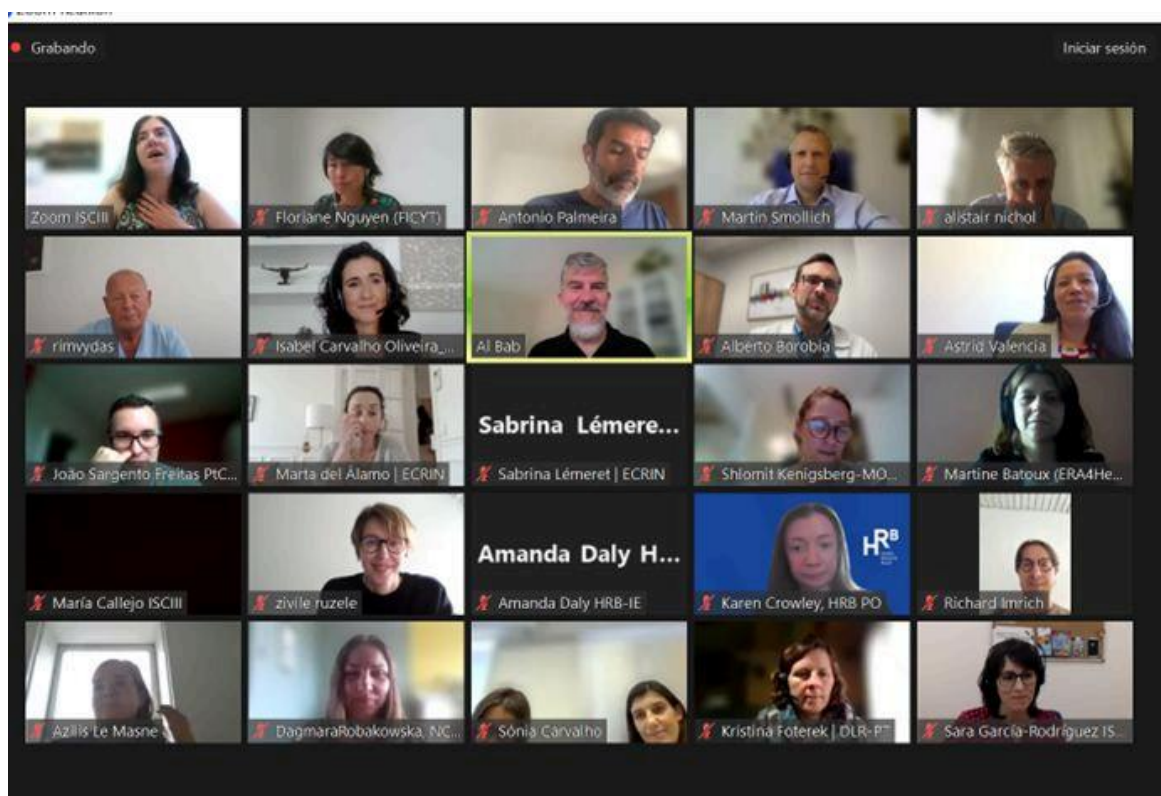 Grabando
Iniciar sesión
Zoom ISCIII
Floriane Nguyen (FICYT)
Antonio Palmeira
Martin Smollich
alistair nichol
rimvydas
Isabel Carvalho Oliveira_...
Al Bab
Alberto Borobia
Astrid Valencia
João Sargento Freitas PtC...
Marta del Álamo | ECRIN
Sabrina Lémere...
Sabrina Lémeret | ECRIN
Shlomit Kenigsberg-MO...
Martine Batoux (ERA4He...
María Callejo ISCIII
zivile ruzele
Amanda Daly H...
Amanda Daly HRB-IE
HRB
Karen Crowley, HRB PO
Richard Imrich
Azilis Le Masne
DagmaraRobakowska, NC...
Sónia Carvalho
Kristina Foterek | DLR-PT
Sara García-Rodríguez IS...